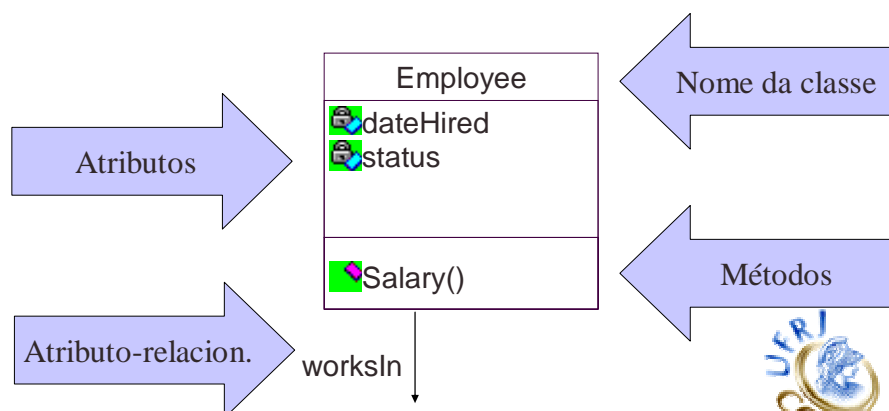 Employee
Nome da classe
dateHired
status
Atributos
Salary()
Métodos
Atributo-relacion.
worksIn
UFRJ